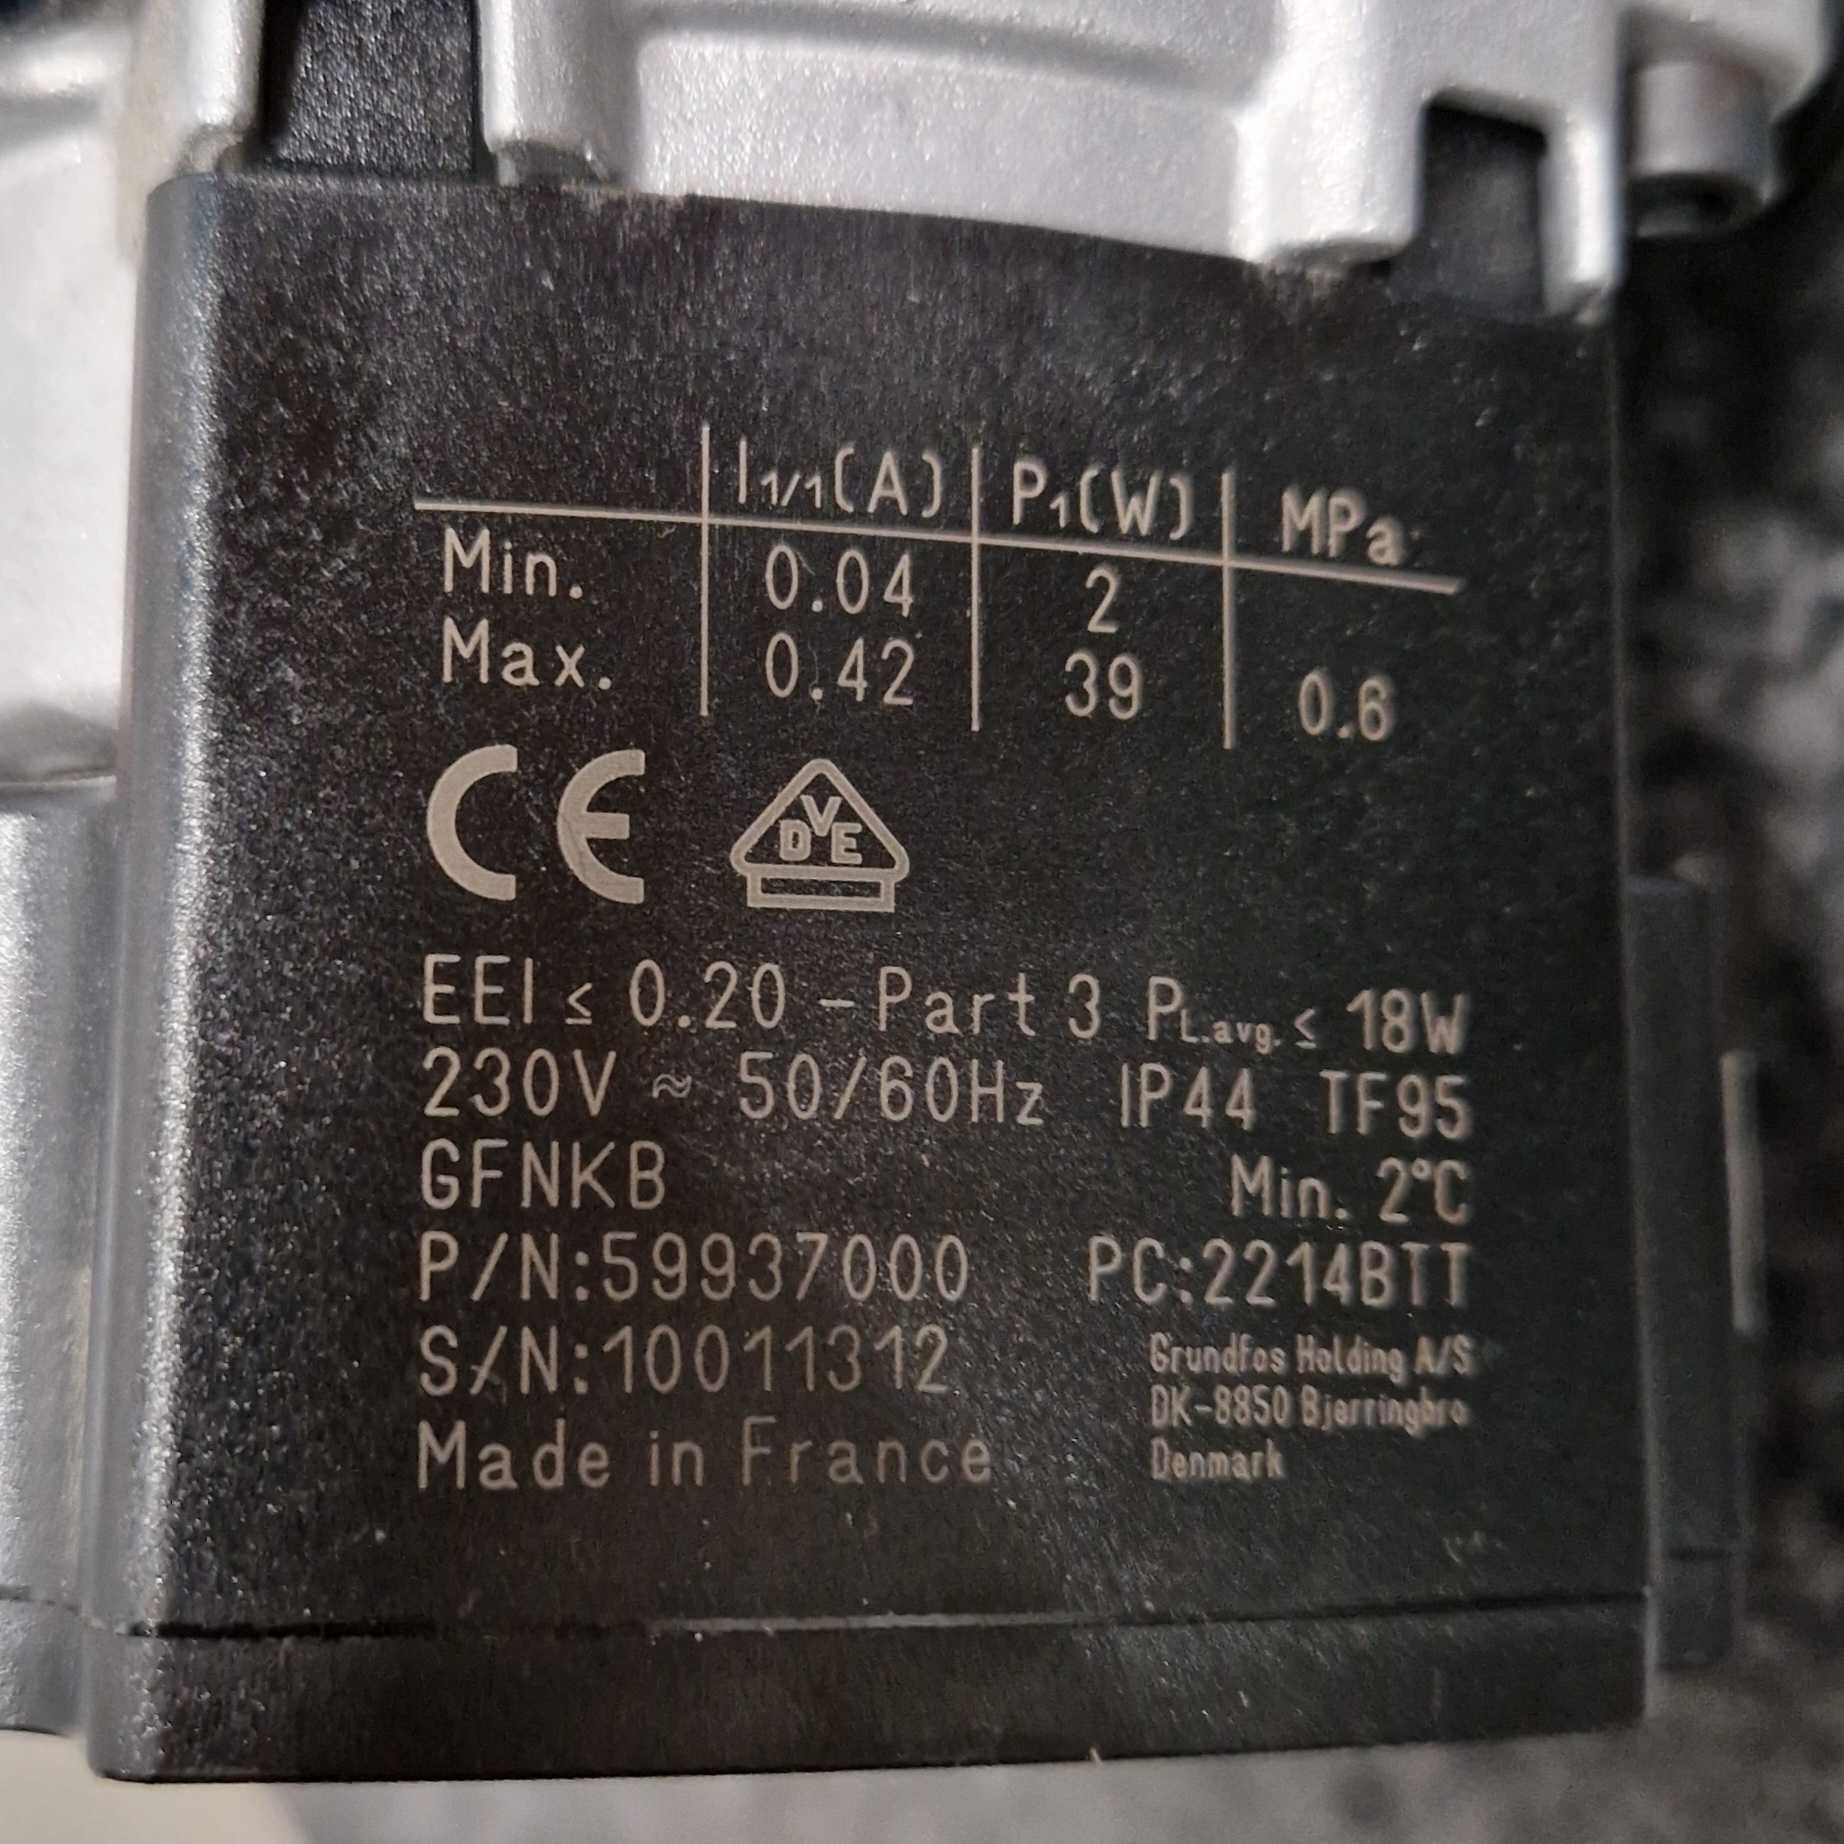 I1/1(A) P1(W) MPa
Min. 0.04 2
Max. 0.42 39 0.6
CE DVE
EEI ≤ 0.20 – Part 3 PL.avg. ≤ 18W
230V ≈ 50/60Hz IP44 TF95
GFNKB Min. 2°C
P/N:59937000 PC:2214BTT
S/N:10011312
Made in France
Grundfos Holding A/S
DK-8850 Bjerringbro
Denmark